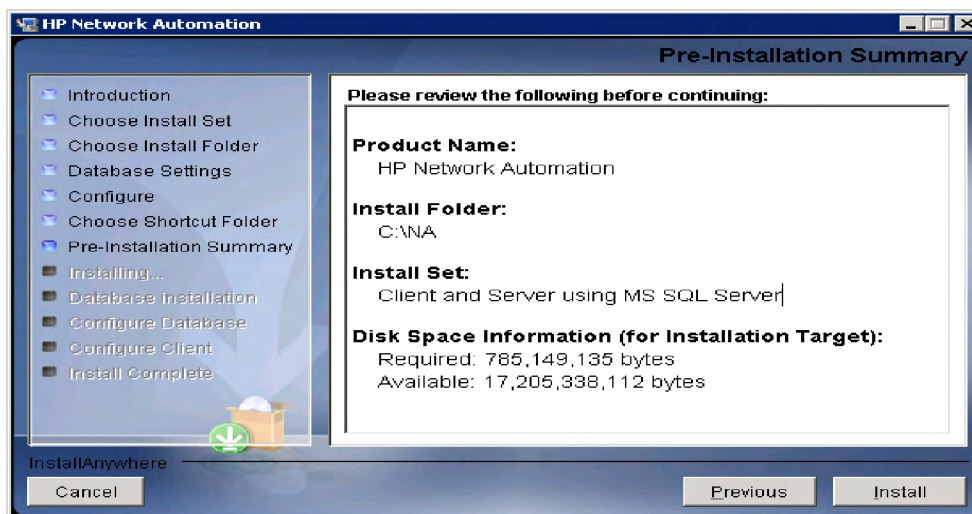 HP Network Automation
Pre-Installation Summary
Introduction
Choose Install Set
Choose Install Folder
Database Settings
Configure
Choose Shortcut Folder
Pre-Installation Summary
Installing...
Database installation
Configure Database
Configure Client
Install Complete
Please review the following before continuing:
Product Name:
HP Network Automation
Install Folder:
C:\NA
Install Set:
Client and Server using MS SQL Server
Disk Space Information (for Installation Target):
Required: 785,149,135 bytes
Available: 17,205,338,112 bytes
InstallAnywhere
Cancel
Previous
Install